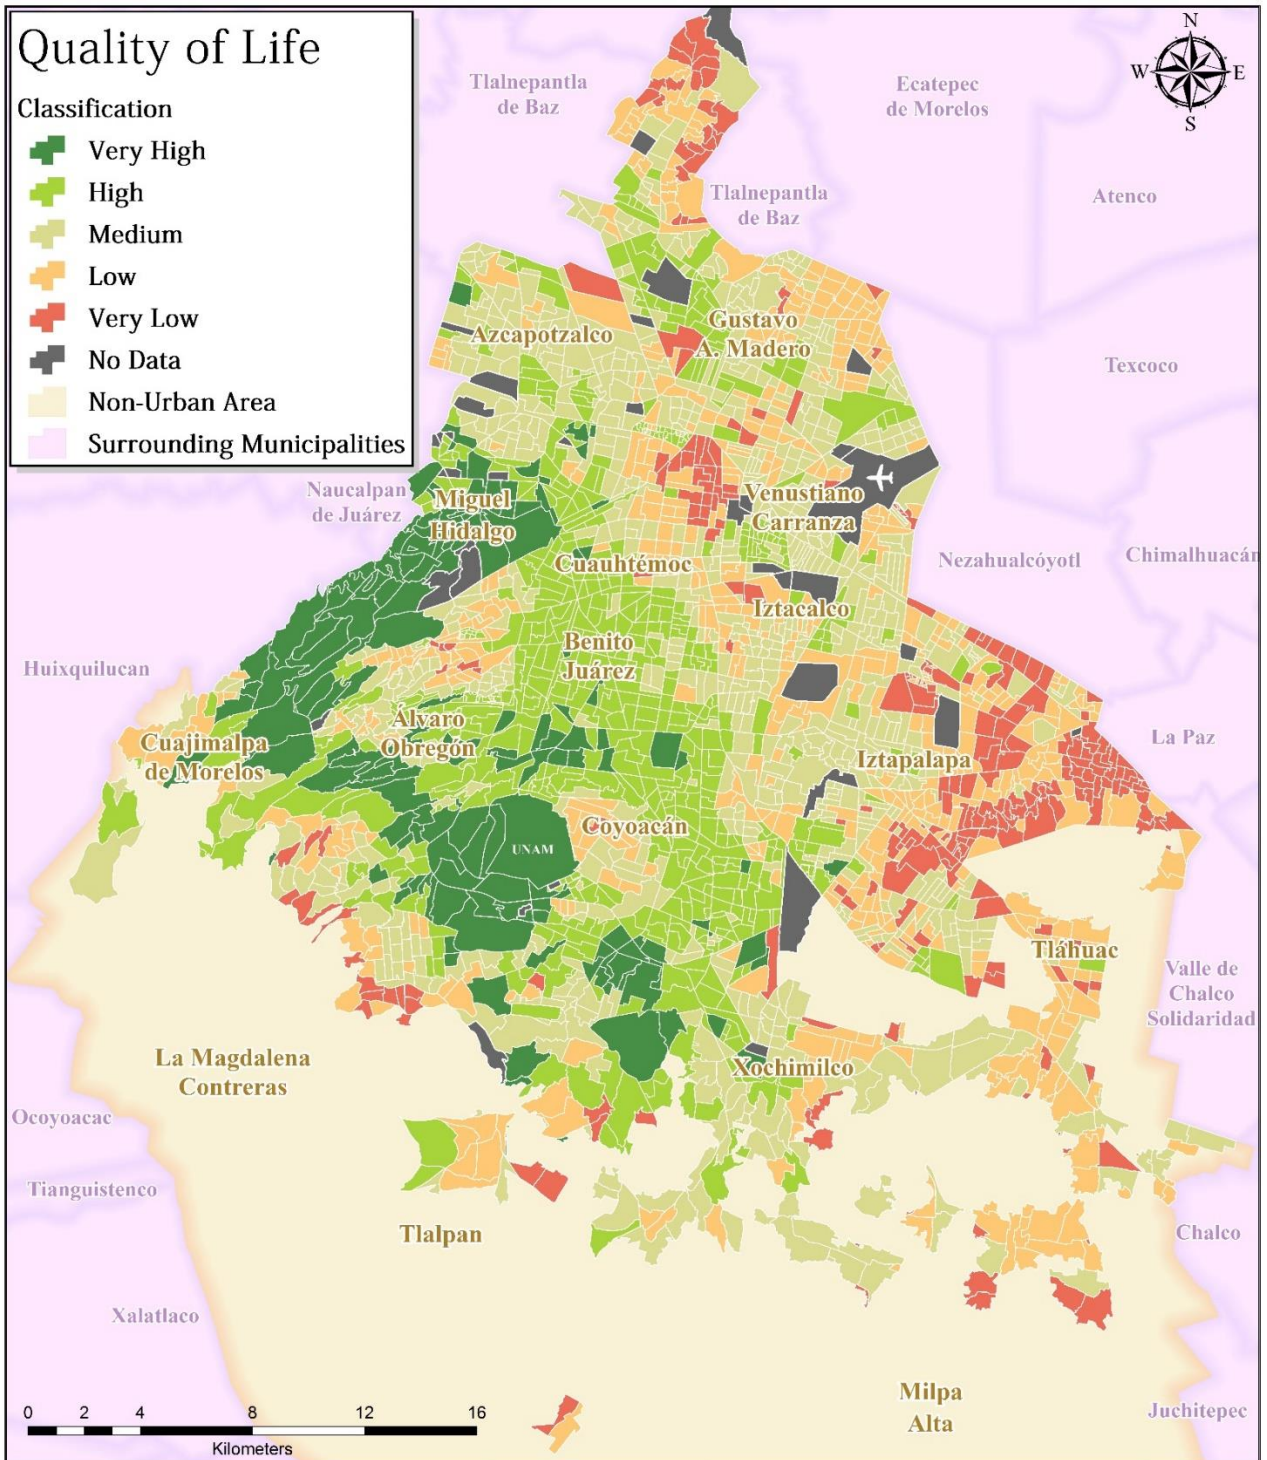 Quality of Life
Classification
Very High
High
Medium
Low
Very Low
No Data
Non-Urban Area
Surrounding Municipalities
N
W
E
S
Tlalnepantla
de Baz
Ecatepec
de Morelos
Tlalnepantla
de Baz
Atenco
Azcapotzalco
Gustavo
A. Madero
Texcoco
Naucalpan
de Juárez
Miguel
Hidalgo
Venustiano
Carranza
Cuauhtémoc
Nezahualcóyotl
Chimalhuacán
Iztacalco
Huixquilucan
Benito
Juárez
Cuajimalpa
de Morelos
Álvaro
Obregón
Iztapalapa
La Paz
Coyoacán
UNAM
Tláhuac
Valle de
Chalco
Solidaridad
La Magdalena
Contreras
Xochimilco
Ocoyoacac
Tianguistenco
Tlalpan
Chalco
Xalatlaco
Milpa
Alta
Juchitepec
0 2 4 8 12 16
Kilometers